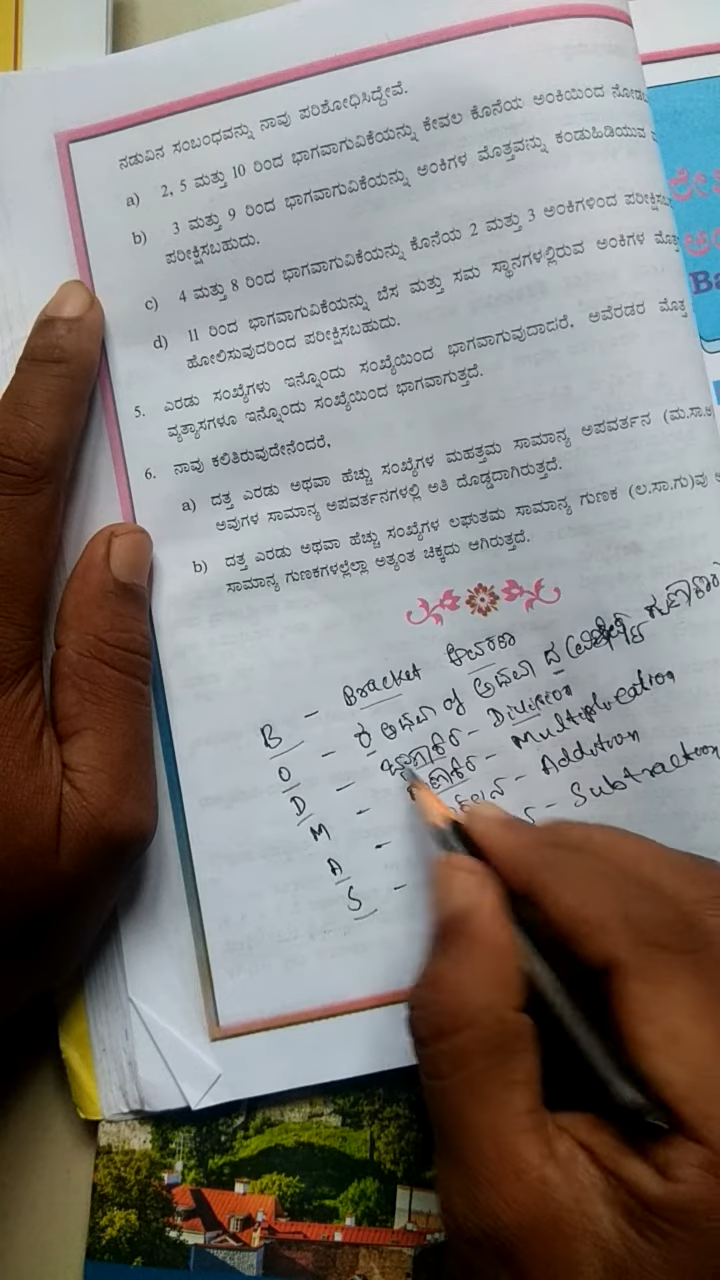 ನಡುವಿನ ಸಂಬಂಧವನ್ನು ನಾವು ಪರಿಶೋಧಿಸಿದ್ದೇವೆ.
a) 2, 5 ಮತ್ತು 10 ರಿಂದ ಭಾಗವಾಗುವಿಕೆಯನ್ನು ಕೇವಲ ಕೊನೆಯ ಅಂಕಿಯಿಂದ
b) 3 ಮತ್ತು 9 ರಿಂದ ಭಾಗವಾಗುವಿಕೆಯನ್ನು ಅಂಕಿಗಳ ಮೊತ್ತವನ್ನು ಕಂಡುಹಿಡಿಯುವ
ಪರೀಕ್ಷಿಸಬಹುದು.
c) 4 ಮತ್ತು 8 ರಿಂದ ಭಾಗವಾಗುವಿಕೆಯನ್ನು ಕೊನೆಯ 2 ಮತ್ತು 3 ಅಂಕಿಗಳಿಂದ
d) 11 ರಿಂದ ಭಾಗವಾಗುವಿಕೆಯನ್ನು ಬೆಸ ಮತ್ತು ಸಮ ಸ್ಥಾನಗಳಲ್ಲಿರುವ ಅಂಕಿಗಳ
ಹೋಲಿಸುವುದರಿಂದ ಪರೀಕ್ಷಿಸಬಹುದು.
5. ಎರಡು ಸಂಖ್ಯೆಗಳು ಇನ್ನೊಂದು ಸಂಖ್ಯೆಯಿಂದ ಭಾಗವಾಗುವುದಾದರೆ, ಅವೆರಡರ ಮೊತ್ತ
ವ್ಯತ್ಯಾಸಗಳೂ ಇನ್ನೊಂದು ಸಂಖ್ಯೆಯಿಂದ ಭಾಗವಾಗುತ್ತದೆ.
6. ನಾವು ಕಲಿತಿರುವುದೇನೆಂದರೆ,
a) ದತ್ತ ಎರಡು ಅಥವಾ ಹೆಚ್ಚು ಸಂಖ್ಯೆಗಳ ಮಹತ್ತಮ ಸಾಮಾನ್ಯ ಅಪವರ್ತನ
ಅವುಗಳ ಸಾಮಾನ್ಯ ಅಪವರ್ತನಗಳಲ್ಲಿ ಅತಿ ದೊಡ್ಡದಾಗಿರುತ್ತದೆ.
b) ದತ್ತ ಎರಡು ಅಥವಾ ಹೆಚ್ಚು ಸಂಖ್ಯೆಗಳ ಲಘುತಮ ಸಾಮಾನ್ಯ ಗುಣಕ (ಲ.ಸಾ.ಗು)ವು
ಸಾಮಾನ್ಯ ಗುಣಕಗಳಲ್ಲೆಲ್ಲಾ ಅತ್ಯಂತ ಚಿಕ್ಕದು ಆಗಿರುತ್ತದೆ.
B - Bracket ಆವರಣ
O - ಕ ಅಥವಾ of ಅಥವಾ ದ
D - ಭಾಗಾಕಾರ - Division
M - - Multiplication
A - - Addition
S - - Subtraction